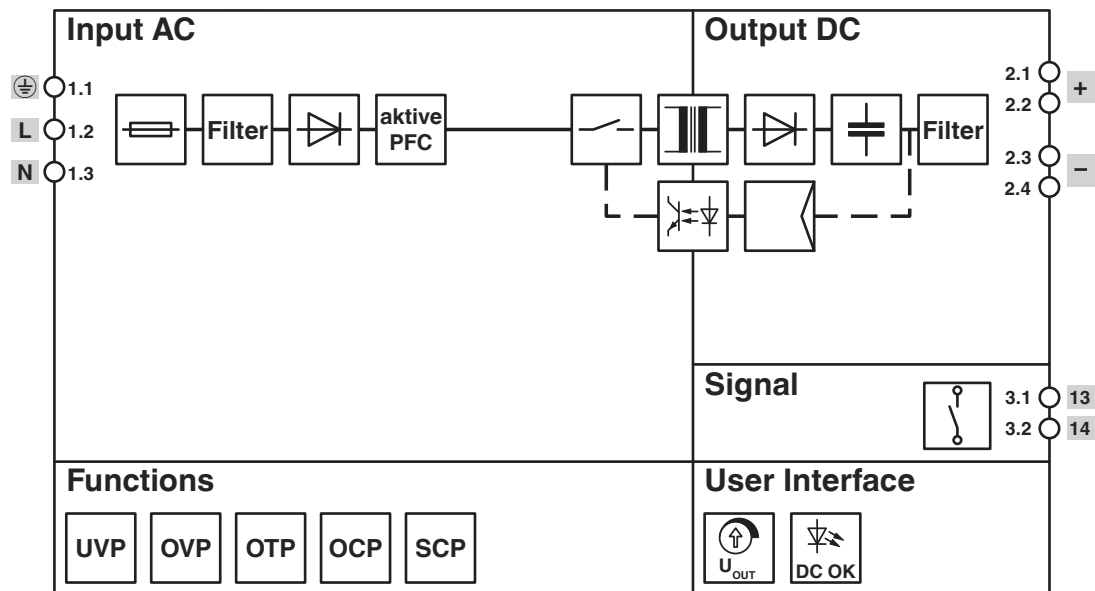 Input AC
Output DC
1.1
L 1.2
N 1.3
Filter
aktive
PFC
Filter
2.1
2.2
+
2.3
2.4
–
Signal
3.1 13
3.2 14
Functions
UVP OVP OTP OCP SCP
User Interface
UOUT
DC OK